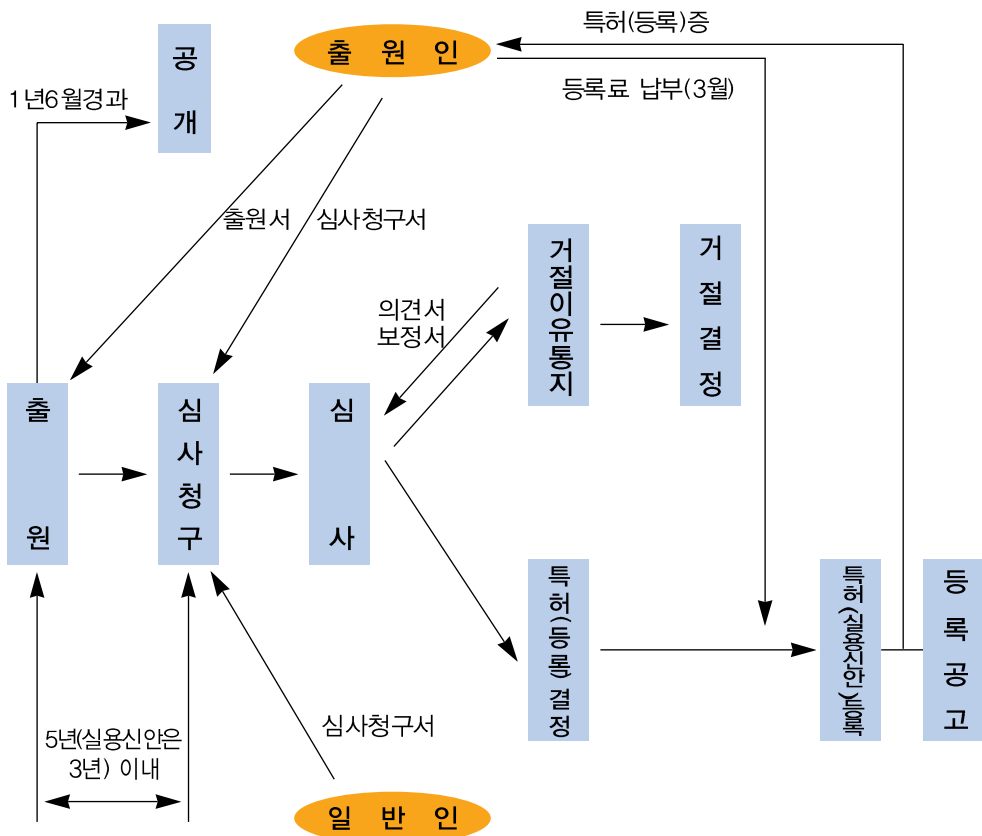 특허(등록)증
공개
출 원 인
등록료 납부(3월)
1년6월경과
출원서
심사청구서
거절이유통지
거절결정
의견서
보정서
출원
심사청구
심사
특허(등록)결정
특허(실용신안)등록
등록공고
심사청구서
5년(실용신안은
3년) 이내
일 반 인